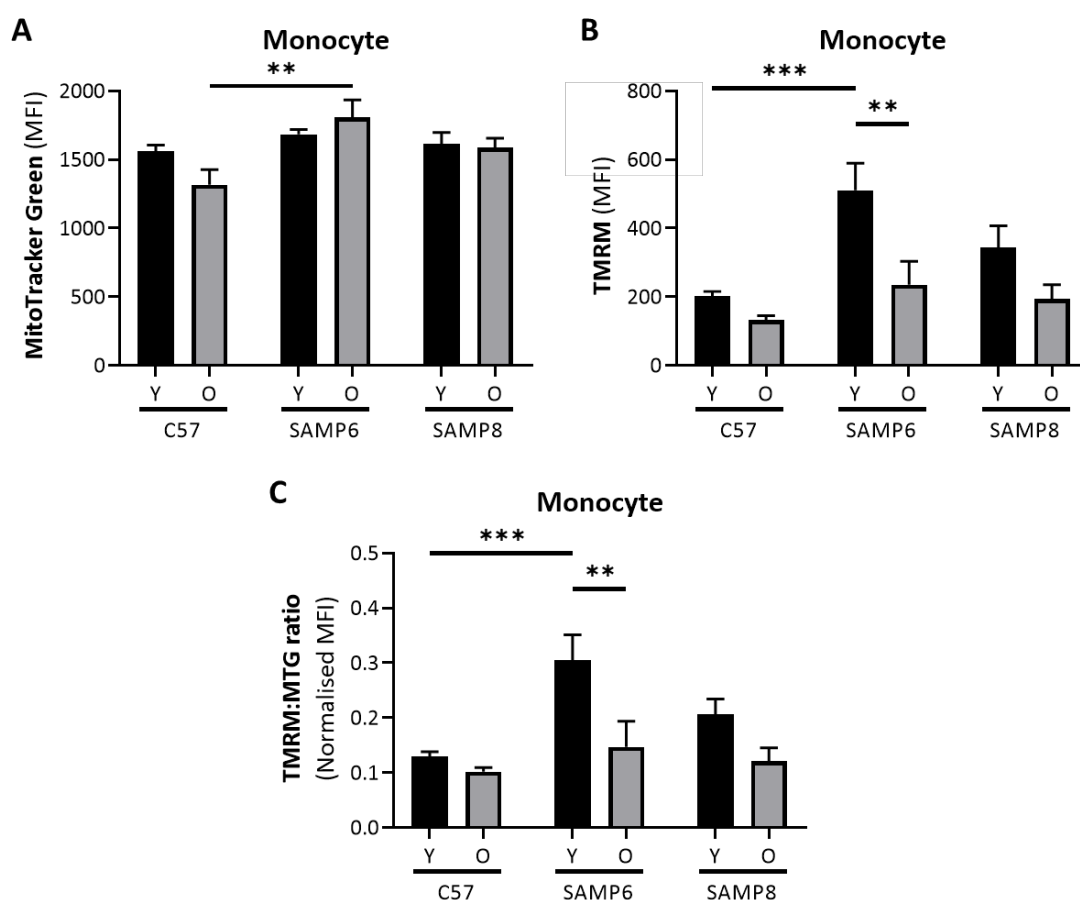 A
Monocyte
**
MitoTracker Green (MFI)
2000
1500
1000
500
0
Y O Y O Y O
C57 SAMP6 SAMP8
B
Monocyte
***
**
TMRM (MFI)
800
600
400
200
0
Y O Y O Y O
C57 SAMP6 SAMP8
C
Monocyte
***
**
TMRM:MTG ratio
(Normalised MFI)
0.5
0.4
0.3
0.2
0.1
0.0
Y O Y O Y O
C57 SAMP6 SAMP8